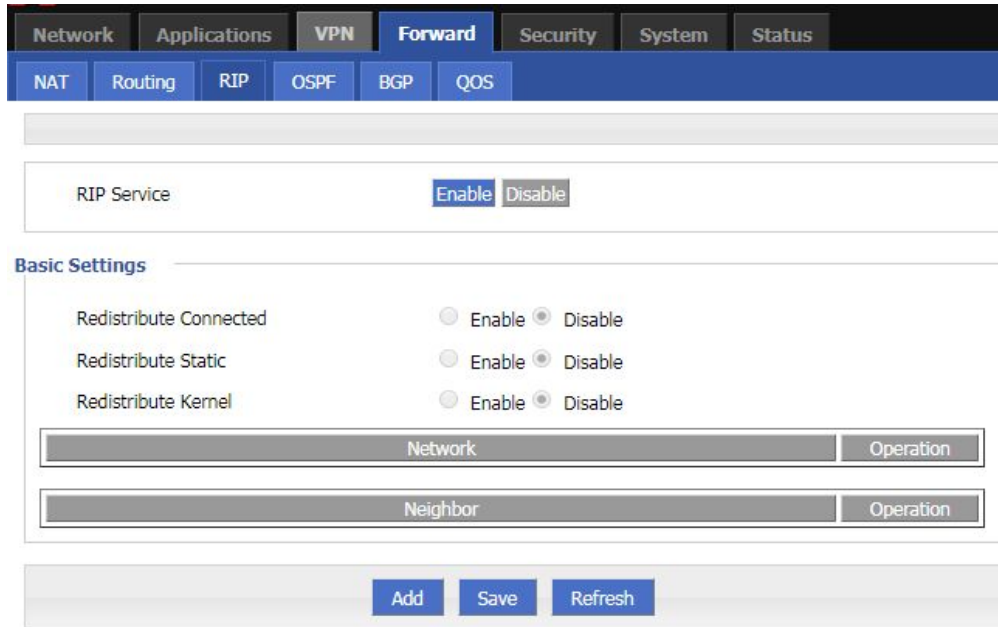 Network Applications VPN Forward Security System Status
NAT Routing RIP OSPF BGP QOS
RIP Service Enable Disable
Basic Settings
Redistribute Connected Enable Disable
Redistribute Static Enable Disable
Redistribute Kernel Enable Disable
Network Operation
Neighbor Operation
Add Save Refresh